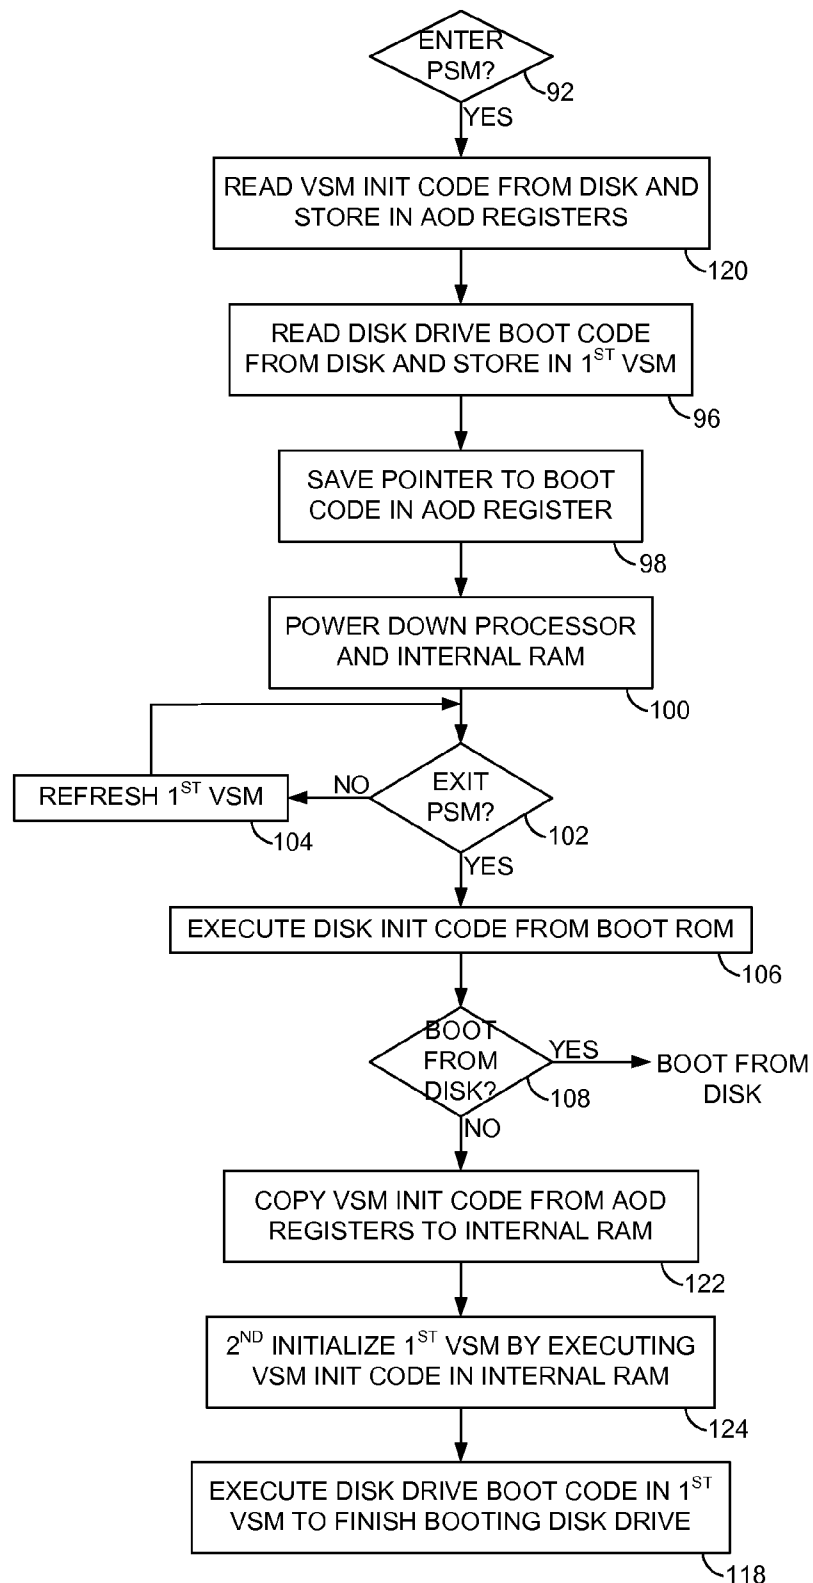 ENTER
PSM?
92
YES
READ VSM INIT CODE FROM DISK AND
STORE IN AOD REGISTERS
120
READ DISK DRIVE BOOT CODE
FROM DISK AND STORE IN 1ST VSM
96
SAVE POINTER TO BOOT
CODE IN AOD REGISTER
98
POWER DOWN PROCESSOR
AND INTERNAL RAM
100
REFRESH 1ST VSM
104
NO
EXIT
PSM?
102
YES
EXECUTE DISK INIT CODE FROM BOOT ROM
106
BOOT
FROM
DISK?
108
YES
BOOT FROM
DISK
NO
COPY VSM INIT CODE FROM AOD
REGISTERS TO INTERNAL RAM
122
2ND INITIALIZE 1ST VSM BY EXECUTING
VSM INIT CODE IN INTERNAL RAM
124
EXECUTE DISK DRIVE BOOT CODE IN 1ST
VSM TO FINISH BOOTING DISK DRIVE
118